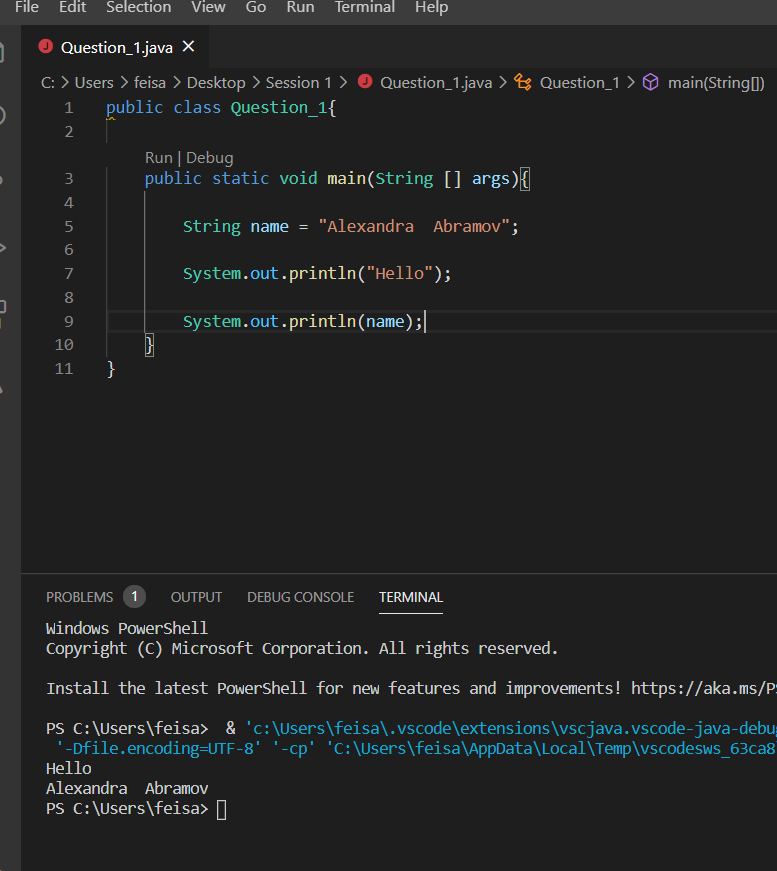 File Edit Selection View Go Run Terminal Help
Question_1.java
C: > Users > feisa > Desktop > Session 1 > Question_1.java > Question_1 > main(String[])
1 public class Question_1{
2
Run | Debug
3 public static void main(String [] args){
4
5 String name = "Alexandra  Abramov";
6
7 System.out.println("Hello");
8
9 System.out.println(name);
10 }
11 }
PROBLEMS 1 OUTPUT DEBUG CONSOLE TERMINAL
Windows PowerShell
Copyright (C) Microsoft Corporation. All rights reserved.
Install the latest PowerShell for new features and improvements! https://aka.ms/PS
PS C:\Users\feisa>  & 'c:\Users\feisa\.vscode\extensions\vscjava.vscode-java-debug
'-Dfile.encoding=UTF-8' '-cp' 'C:\Users\feisa\AppData\Local\Temp\vscodesws_63ca8
Hello
Alexandra  Abramov
PS C:\Users\feisa>